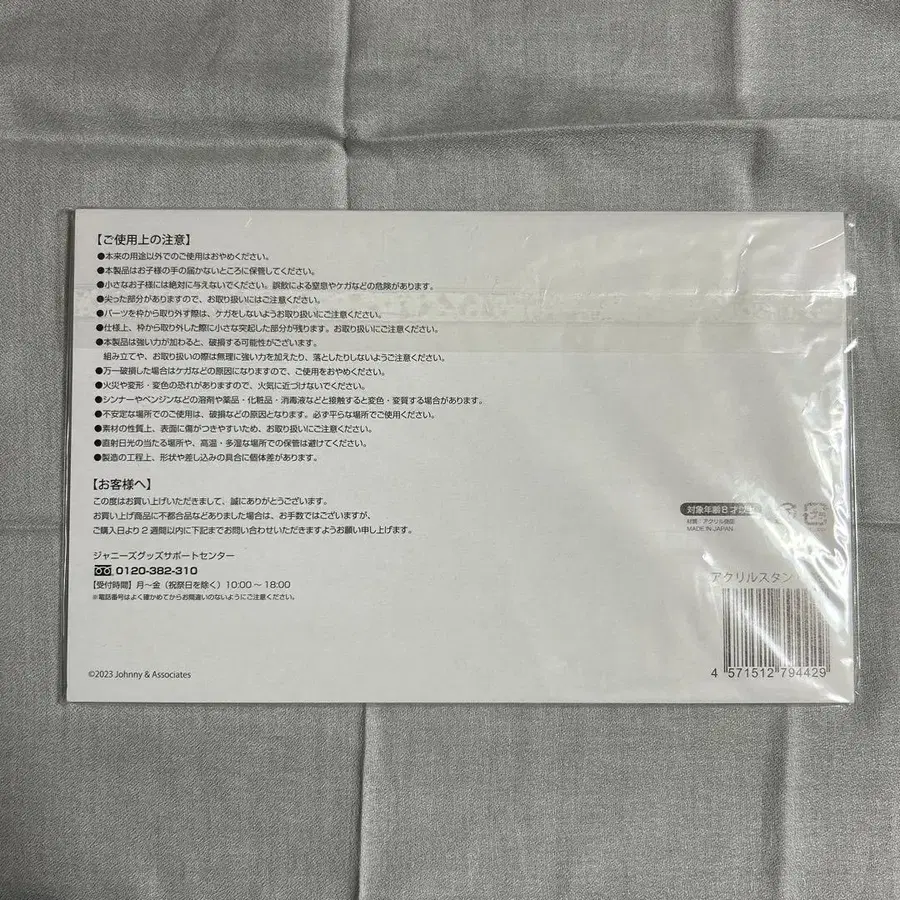 【ご使用上の注意】
●本来の用途以外でのご使用はおやめください。
●本製品はお子様の手の届かないところに保管してください。
●小さなお子様には絶対に与えないでください。誤飲による窒息やケガなどの危険があります。
●尖った部分がありますので、お取り扱いにはご注意ください。
●パーツを枠から取り外す際は、ケガをしないようお取り扱いにご注意ください。
●仕様上、枠から取り外した際に小さな突起した部分が残ります。お取り扱いにご注意ください。
●本製品は強い力が加わると、破損する可能性がございます。
組み立てや、お取り扱いの際は無理に強い力を加えたり、落としたりしないようご注意ください。
●万一破損した場合はケガなどの原因になりますので、ご使用をおやめください。
●火災や変形・変色の恐れがありますので、火気に近づけないでください。
●シンナーやベンジンなどの溶剤や薬品・化粧品・消毒液などと接触すると変色・変質する場合があります。
●不安定な場所でのご使用は、破損などの原因となります。必ず平らな場所でご使用ください。
●素材の性質上、表面に傷がつきやすいため、お取り扱いにご注意ください。
●直射日光の当たる場所や、高温・多湿な場所での保管は避けてください。
●製造の工程上、形状や差し込みの具合に個体差があります。
【お客様へ】
この度はお買い上げいただきまして、誠にありがとうございます。
お買い上げ商品に不都合品などありました場合は、お手数ではございますが、
ご購入日より2週間以内に下記までお問い合わせいただきますようお願い申し上げます。
ジャニーズグッズサポートセンター
0120-382-310
【受付時間】月～金（祝祭日を除く）10:00～18:00
※電話番号はよく確かめてからお間違いのないようにご注意ください。
©2023 Johnny & Associates
対象年齢8才以上
材質：アクリル樹脂
MADE IN JAPAN
アクリルスタンド
4 571512 794429